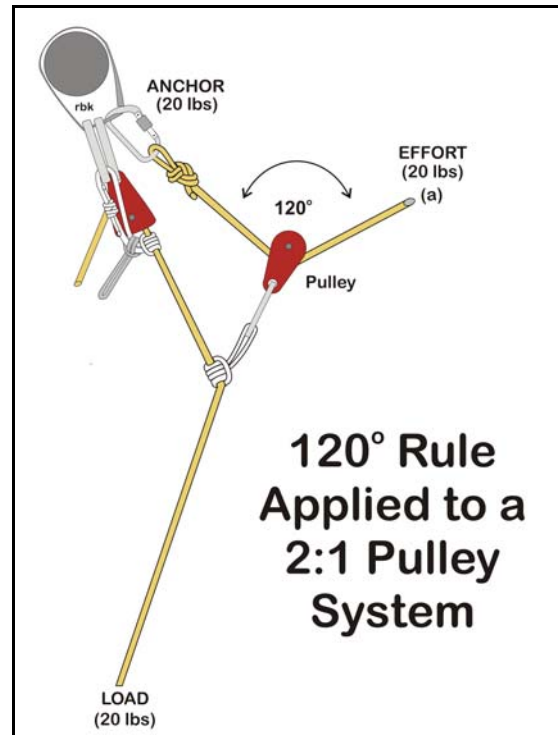 rbk
ANCHOR
(20 lbs)
EFFORT
(20 lbs)
(a)
120°
Pulley
120° Rule
Applied to a
2:1 Pulley
System
LOAD
(20 lbs)